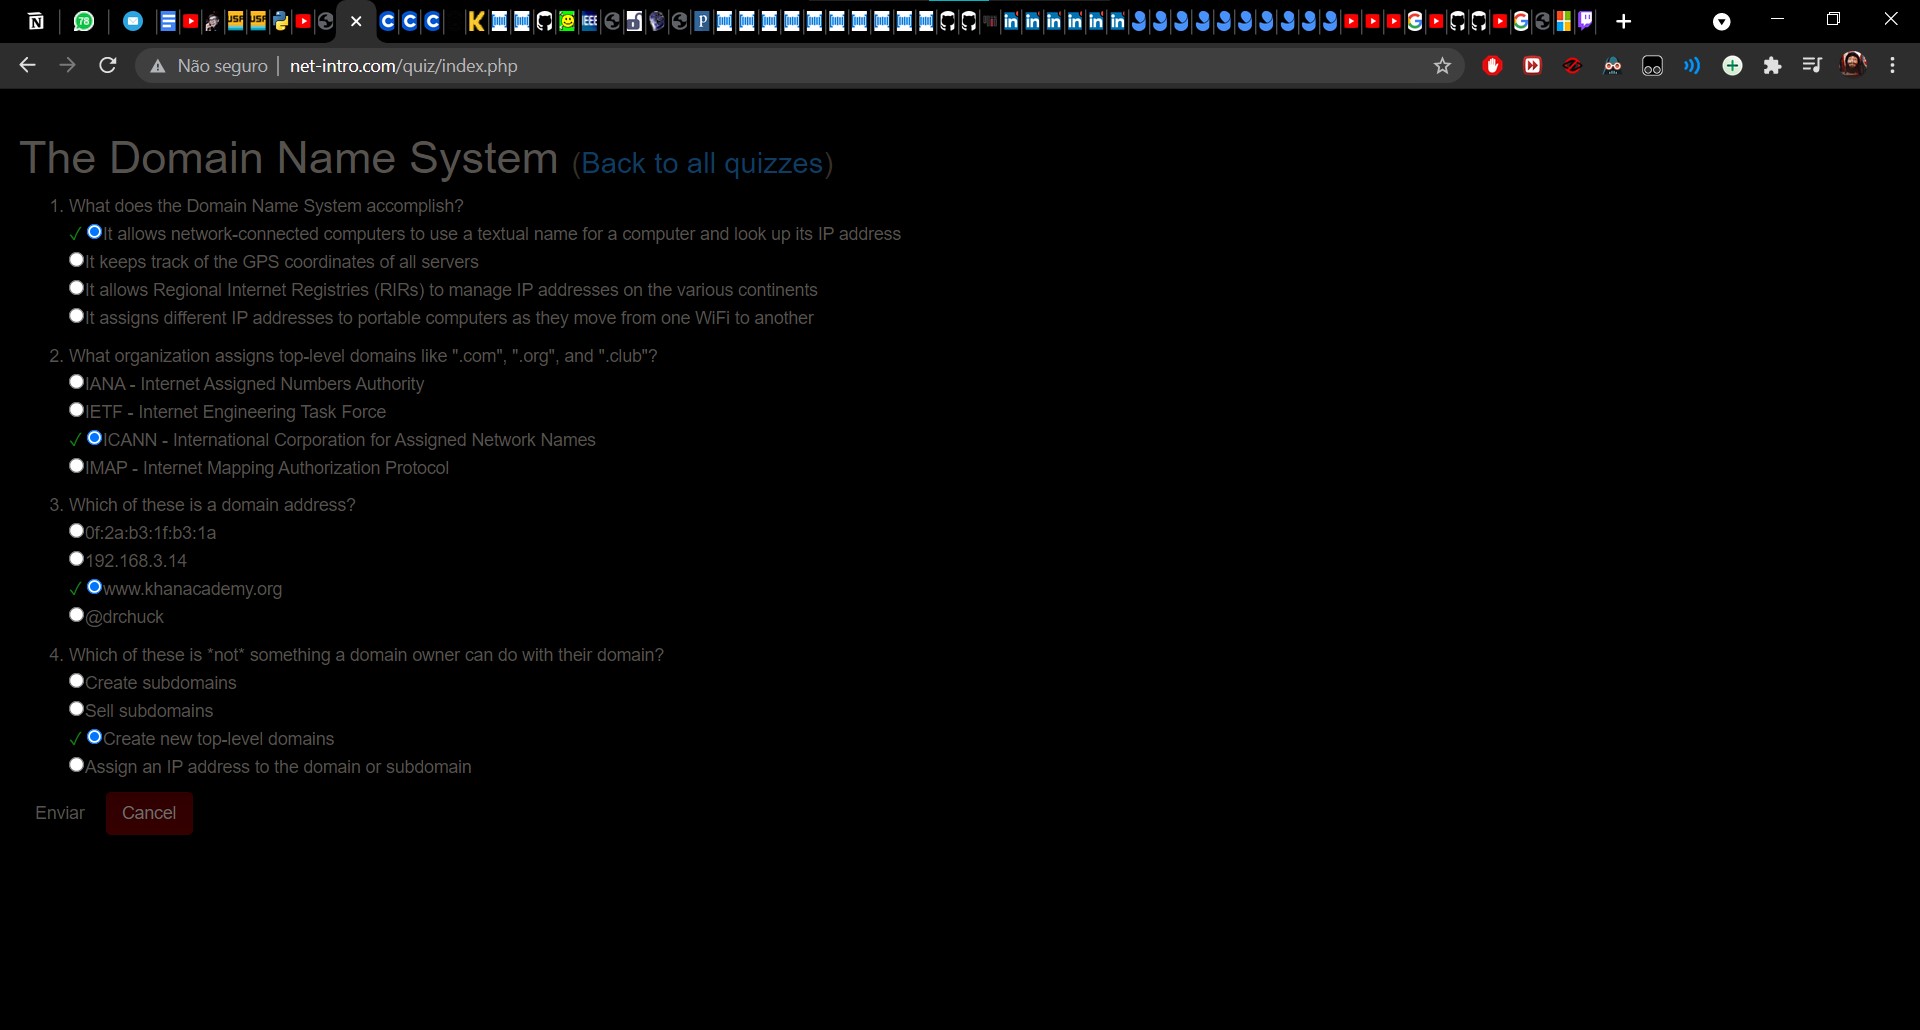 78
Não seguro | net-intro.com/quiz/index.php
The Domain Name System (Back to all quizzes)
1. What does the Domain Name System accomplish?
✓ It allows network-connected computers to use a textual name for a computer and look up its IP address
It keeps track of the GPS coordinates of all servers
It allows Regional Internet Registries (RIRs) to manage IP addresses on the various continents
It assigns different IP addresses to portable computers as they move from one WiFi to another
2. What organization assigns top-level domains like ".com", ".org", and ".club"?
IANA - Internet Assigned Numbers Authority
IETF - Internet Engineering Task Force
✓ ICANN - International Corporation for Assigned Network Names
IMAP - Internet Mapping Authorization Protocol
3. Which of these is a domain address?
0f:2a:b3:1f:b3:1a
192.168.3.14
✓ www.khanacademy.org
@drchuck
4. Which of these is *not* something a domain owner can do with their domain?
Create subdomains
Sell subdomains
✓ Create new top-level domains
Assign an IP address to the domain or subdomain
Enviar Cancel